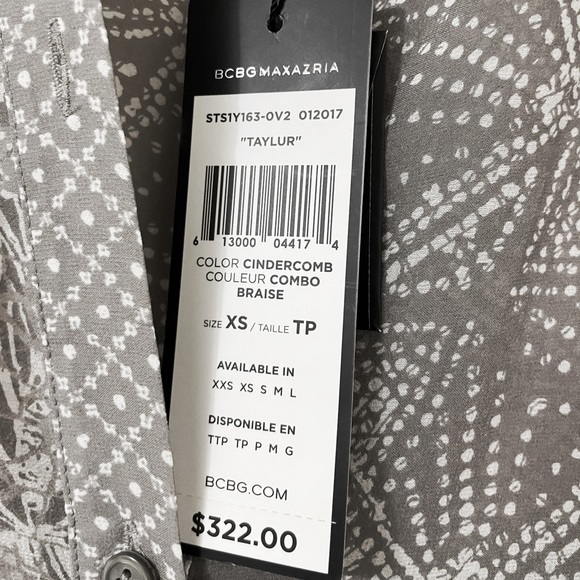 BCBGMAXAZRIA
STS1Y163-0V2 012017
"TAYLUR"
6 13000 04417 4
COLOR CINDERCOMB
COULEUR COMBO
BRAISE
SIZE XS / TAILLE TP
AVAILABLE IN
XXS XS S M L
DISPONIBLE EN
TTP TP P M G
BCBG.COM
$322.00